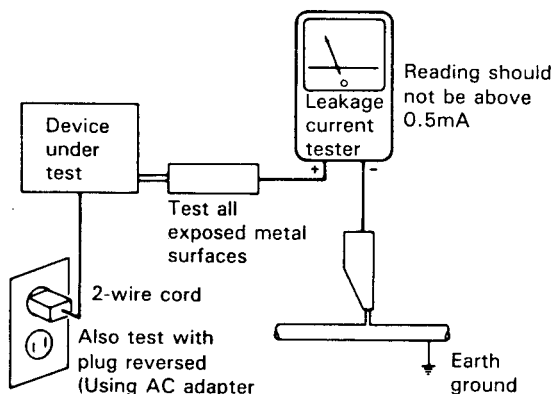 Device
under
test
Leakage
current
tester
+ -
Reading should
not be above
0.5mA
Test all
exposed metal
surfaces
2-wire cord
Also test with
plug reversed
(Using AC adapter
Earth
ground